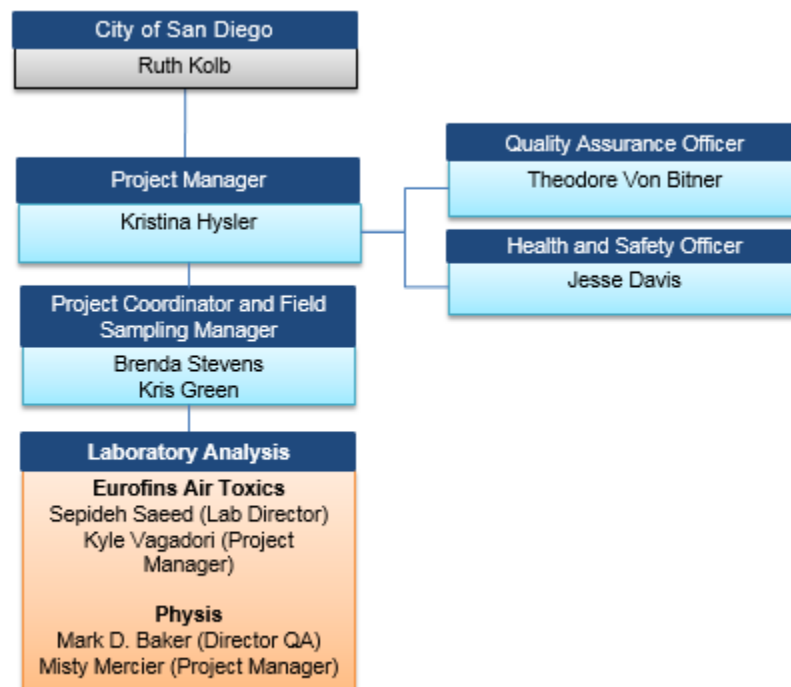 City of San Diego
Ruth Kolb
Project Manager
Kristina Hysler
Quality Assurance Officer
Theodore Von Bitner
Health and Safety Officer
Jesse Davis
Project Coordinator and Field
Sampling Manager
Brenda Stevens
Kris Green
Laboratory Analysis
Eurofins Air Toxics
Sepideh Saeed (Lab Director)
Kyle Vagadori (Project
Manager)
Physis
Mark D. Baker (Director QA)
Misty Mercier (Project Manager)